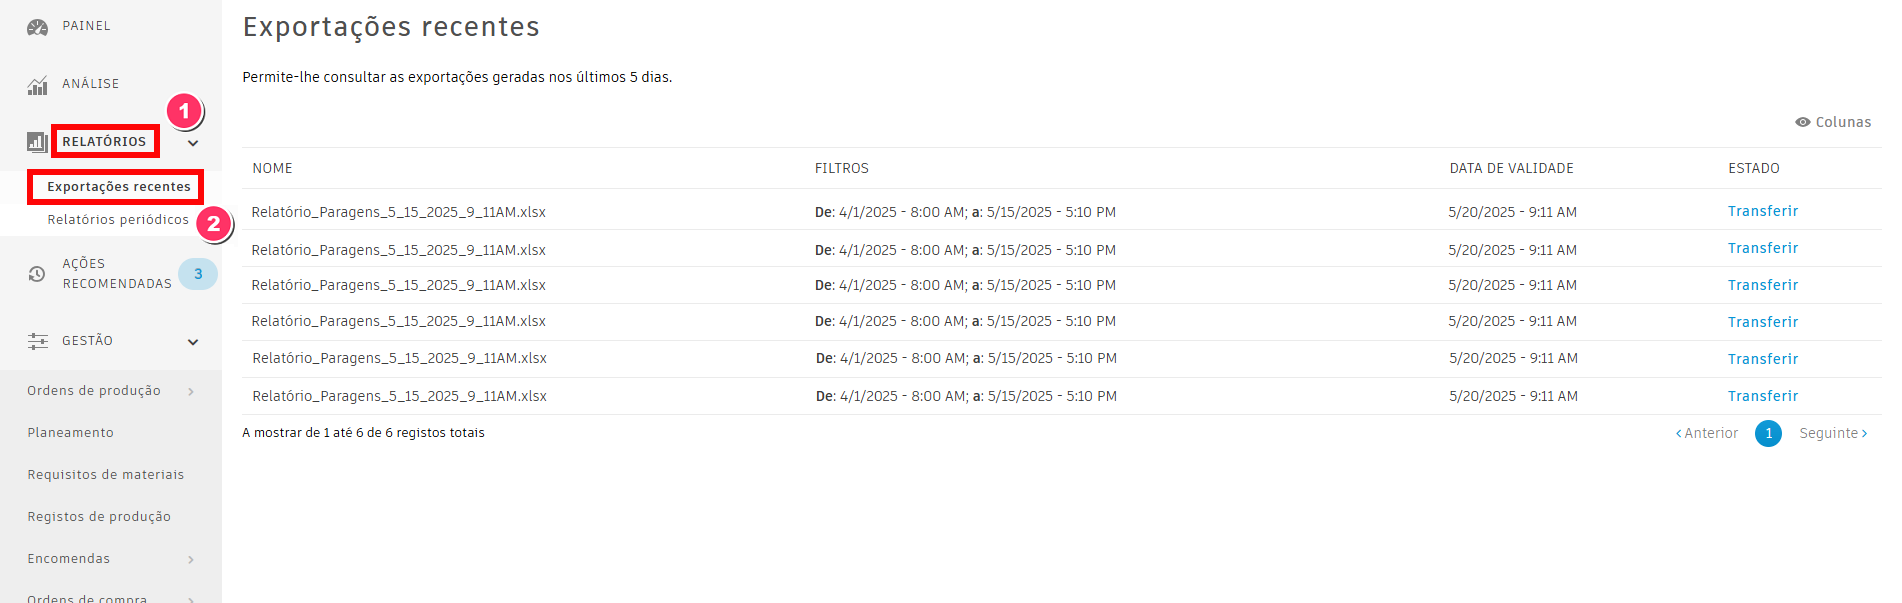 PAINEL
ANÁLISE
1
RELATÓRIOS
Exportações recentes
Relatórios periódicos
2
AÇÕES
RECOMENDADAS
3
GESTÃO
Ordens de produção
Planeamento
Requisitos de materiais
Registos de produção
Encomendas
Ordens de compra
Exportações recentes
Permite-lhe consultar as exportações geradas nos últimos 5 dias.
Colunas
NOME FILTROS DATA DE VALIDADE ESTADO
Relatório_Paragens_5_15_2025_9_11AM.xlsx De: 4/1/2025 - 8:00 AM; a: 5/15/2025 - 5:10 PM 5/20/2025 - 9:11 AM Transferir
Relatório_Paragens_5_15_2025_9_11AM.xlsx De: 4/1/2025 - 8:00 AM; a: 5/15/2025 - 5:10 PM 5/20/2025 - 9:11 AM Transferir
Relatório_Paragens_5_15_2025_9_11AM.xlsx De: 4/1/2025 - 8:00 AM; a: 5/15/2025 - 5:10 PM 5/20/2025 - 9:11 AM Transferir
Relatório_Paragens_5_15_2025_9_11AM.xlsx De: 4/1/2025 - 8:00 AM; a: 5/15/2025 - 5:10 PM 5/20/2025 - 9:11 AM Transferir
Relatório_Paragens_5_15_2025_9_11AM.xlsx De: 4/1/2025 - 8:00 AM; a: 5/15/2025 - 5:10 PM 5/20/2025 - 9:11 AM Transferir
Relatório_Paragens_5_15_2025_9_11AM.xlsx De: 4/1/2025 - 8:00 AM; a: 5/15/2025 - 5:10 PM 5/20/2025 - 9:11 AM Transferir
A mostrar de 1 até 6 de 6 registos totais
Anterior 1 Seguinte